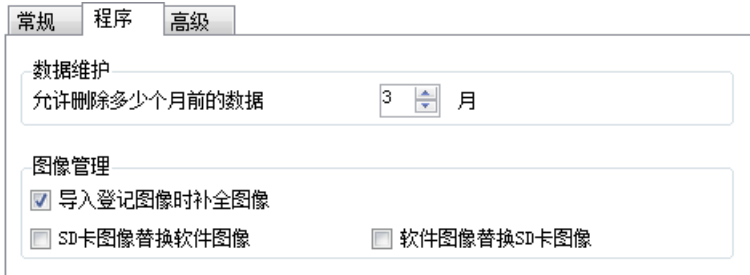 常规 程序 高级
数据维护
允许删除多少个月前的数据 3 月
图像管理
导入登记图像时补全图像
SD卡图像替换软件图像 软件图像替换SD卡图像